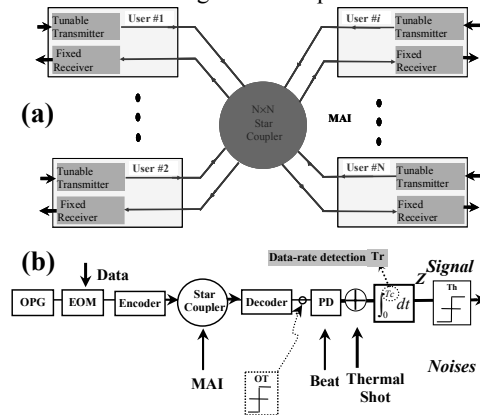 User #1
Tunable
Transmitter
Fixed
Receiver
User #i
Tunable
Transmitter
Fixed
Receiver
(a)
N×N
Star
Coupler
MAI
User #2
Tunable
Transmitter
Fixed
Receiver
User #N
Tunable
Transmitter
Fixed
Receiver
(b)
Data
Data-rate detection Tr
Z
Signal
OPG
EOM
Encoder
Star
Coupler
Decoder
PD
∫0 dt
Th
MAI
OT
Beat
Thermal
Shot
Noises